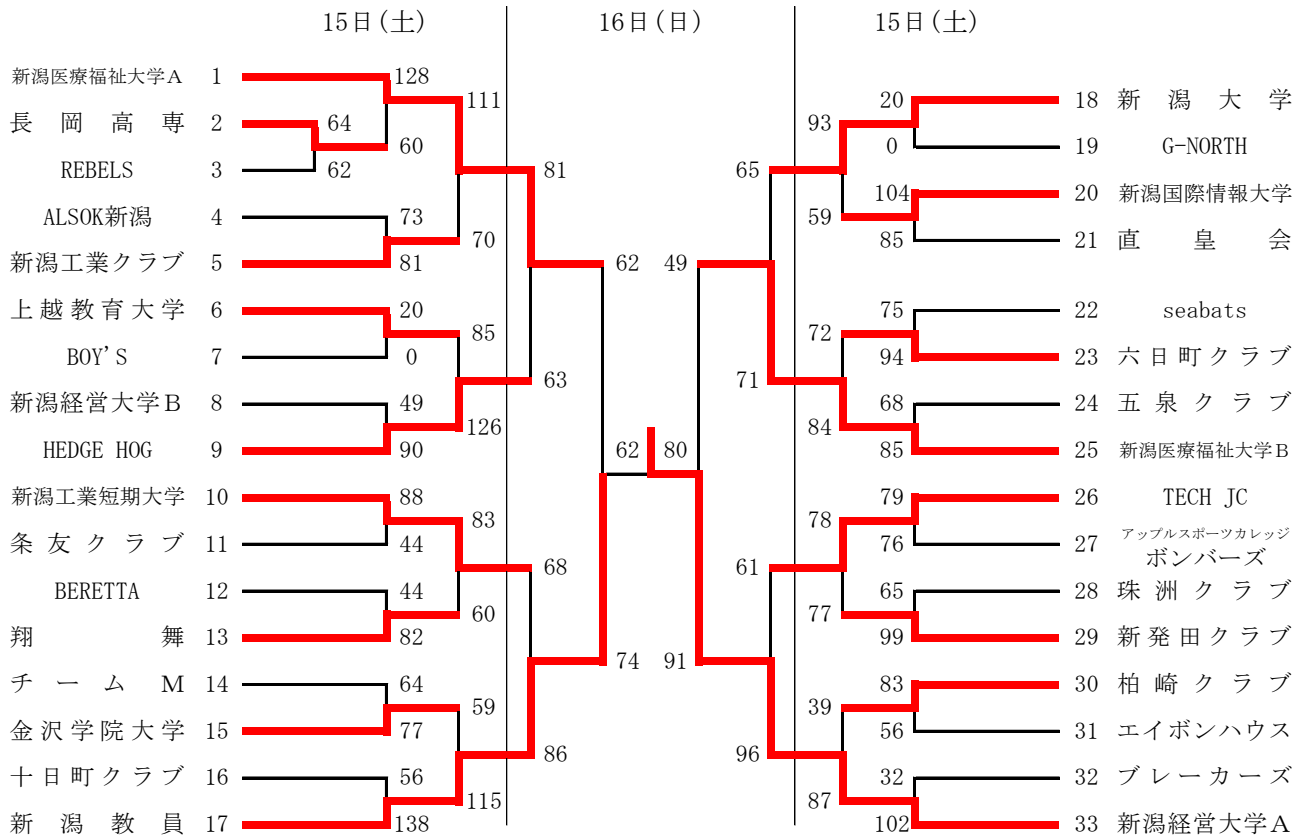 15日(土) 16日(日) 15日(土)
新潟医療福祉大学A 1 128
111
長岡高専 2 64
60
REBELS 3 62
81
ALSOK新潟 4 73
70
新潟工業クラブ 5 81
62
上越教育大学 6 20
85
BOY'S 7 0
63
新潟経営大学B 8 49
126
HEDGE HOG 9 90
62
新潟工業短期大学 10 88
83
条友クラブ 11 44
68
BERETTA 12 44
60
翔舞 13 82
74
チームM 14 64
59
金沢学院大学 15 77
86
十日町クラブ 16 56
115
新潟教員 17 138
20 18 新潟大学
93
0 19 G-NORTH
65
104 20 新潟国際情報大学
59
85 21 直皇会
49
75 22 seabats
72
94 23 六日町クラブ
71
68 24 五泉クラブ
84
85 25 新潟医療福祉大学B
80
79 26 TECH JC
78
76 27 アップルスポーツカレッジ
ボンバーズ
61
65 28 珠洲クラブ
77
99 29 新発田クラブ
91
83 30 柏崎クラブ
39
56 31 エイボンハウス
96
32 32 ブレーカーズ
87
102 33 新潟経営大学A